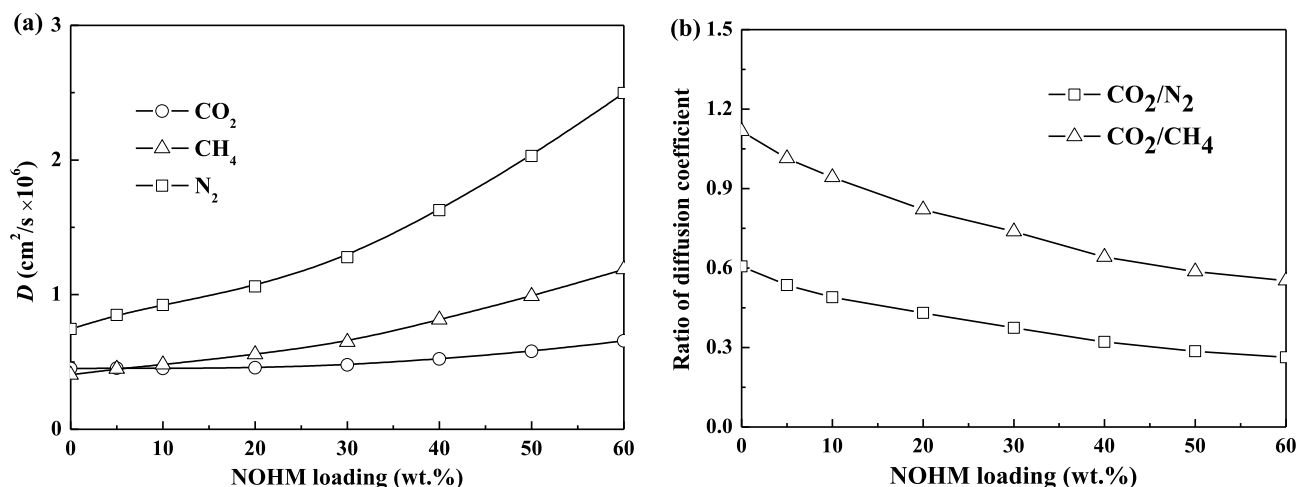 (a)
3
2
1
0
D (cm²/s ×10⁶)
CO₂
CH₄
N₂
0 10 20 30 40 50 60
NOHM loading (wt.%)
(b)
1.5
1.2
0.9
0.6
0.3
0.0
Ratio of diffusion coefficient
CO₂/N₂
CO₂/CH₄
0 10 20 30 40 50 60
NOHM loading (wt.%)